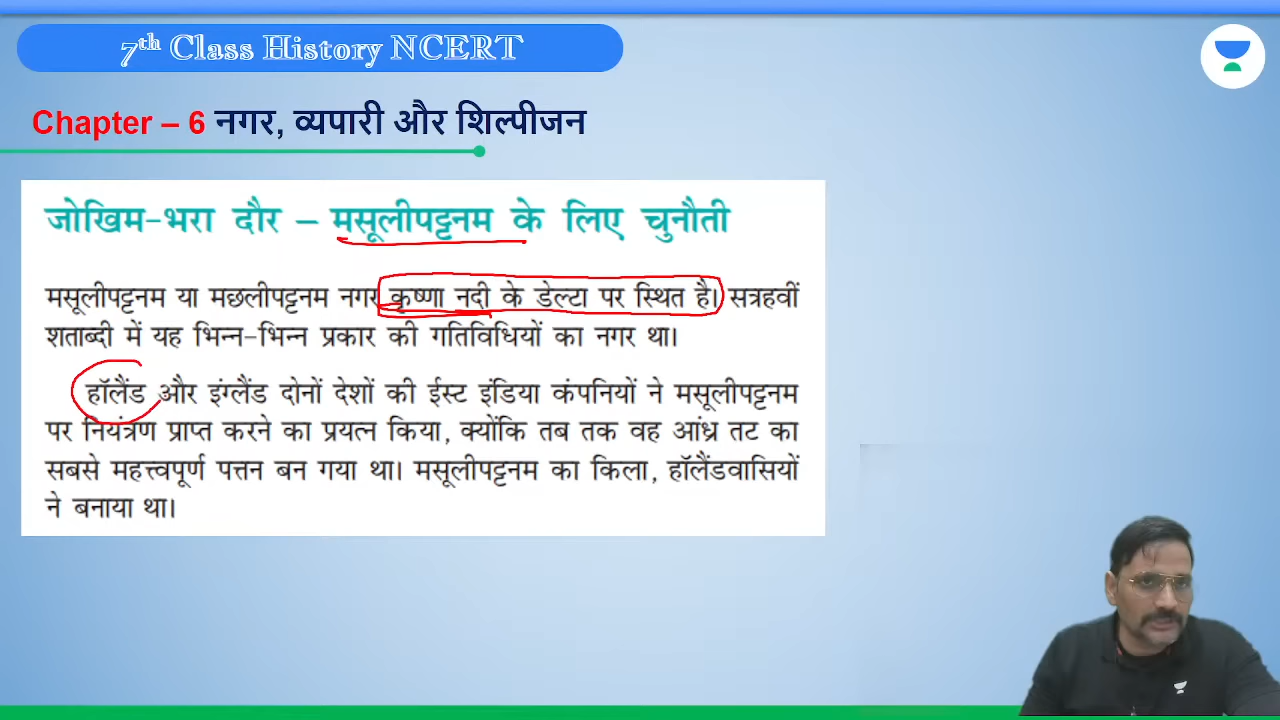 7th Class History NCERT
Chapter – 6 नगर, व्यपारी और शिल्पीजन
जोखिम-भरा दौर – मसूलीपट्टनम के लिए चुनौती
मसूलीपट्टनम या मछलीपट्टनम नगर कृष्णा नदी के डेल्टा पर स्थित है। सत्रहवीं
शताब्दी में यह भिन्न-भिन्न प्रकार की गतिविधियों का नगर था।
हॉलैंड और इंग्लैंड दोनों देशों की ईस्ट इंडिया कंपनियों ने मसूलीपट्टनम
पर नियंत्रण प्राप्त करने का प्रयत्न किया, क्योंकि तब तक वह आंध्र तट का
सबसे महत्त्वपूर्ण पत्तन बन गया था। मसूलीपट्टनम का किला, हॉलैंडवासियों
ने बनाया था।